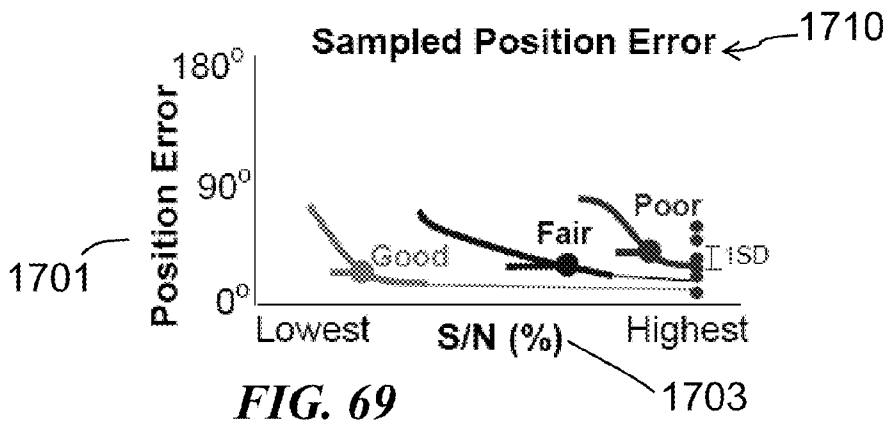 Sampled Position Error
1710
180°
Position Error
90°
Poor
Fair
Good
1SD
1701
0°
Lowest
S/N (%)
Highest
FIG. 69
1703